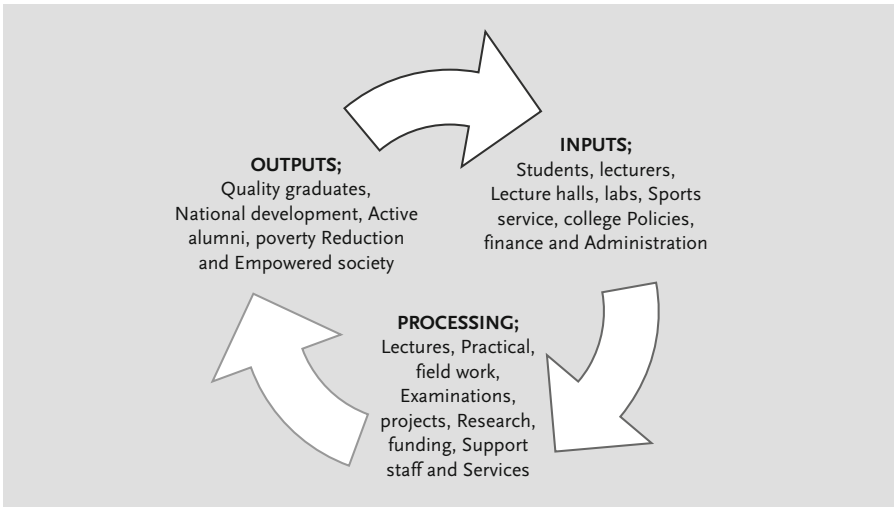 OUTPUTS;
Quality graduates,
National development, Active
alumni, poverty Reduction
and Empowered society
INPUTS;
Students, lecturers,
Lecture halls, labs, Sports
service, college Policies,
finance and Administration
PROCESSING;
Lectures, Practical,
field work,
Examinations,
projects, Research,
funding, Support
staff and Services